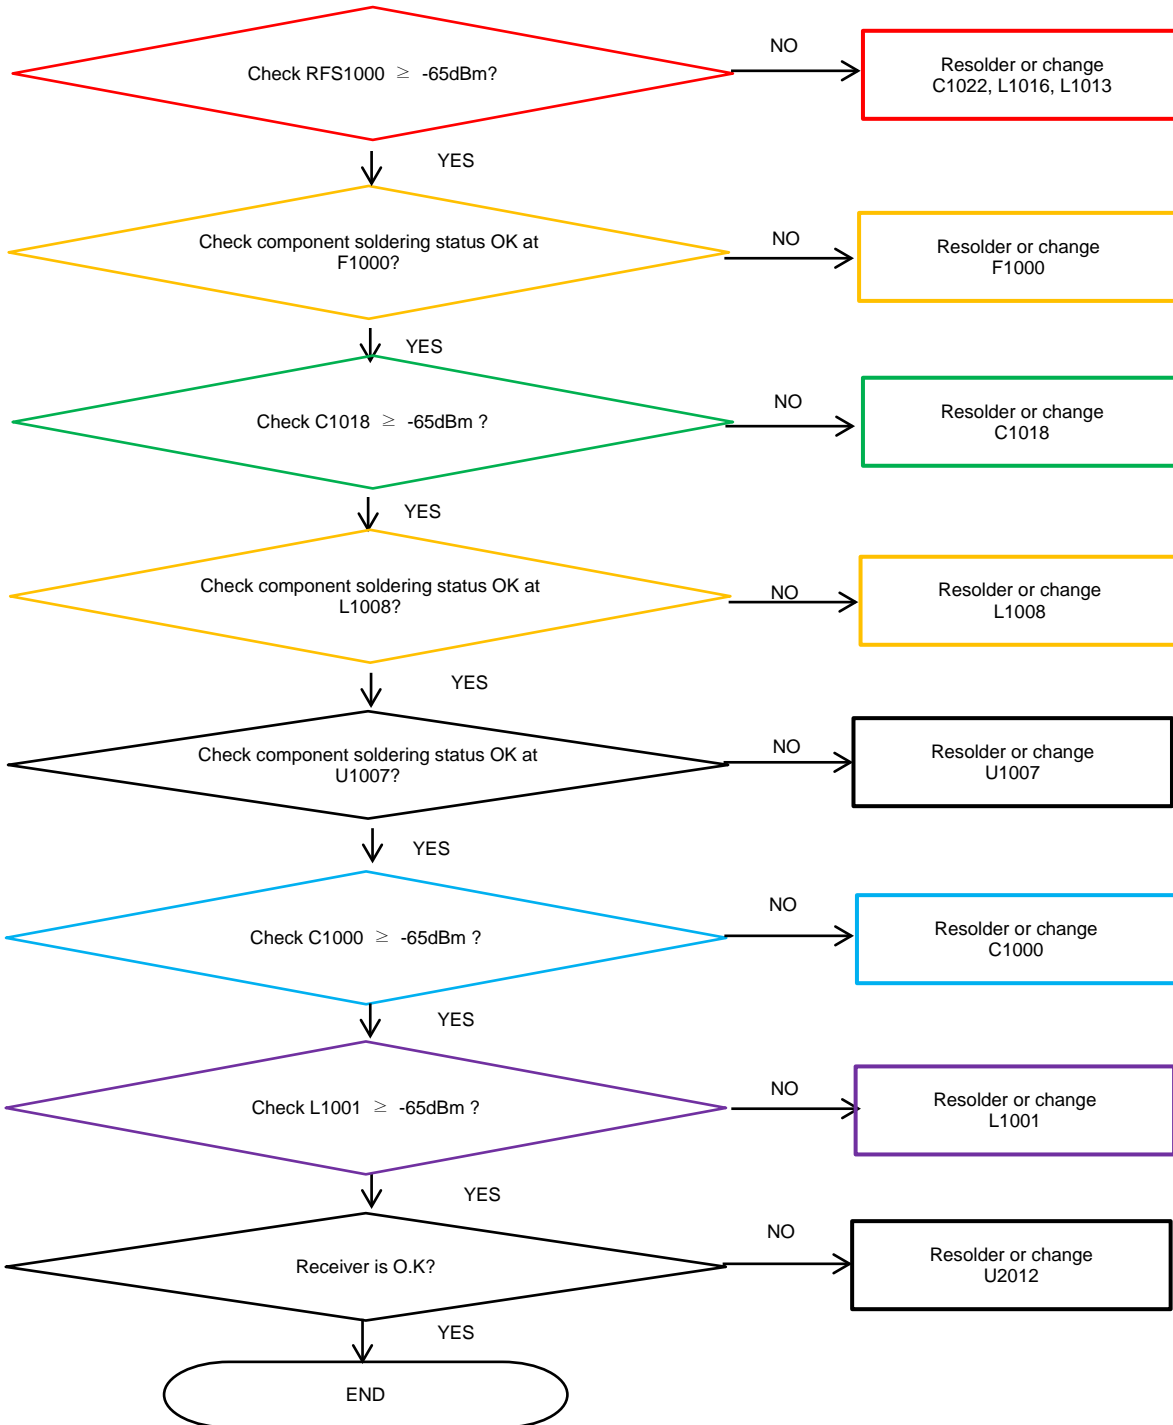 Check RFS1000 ≥ -65dBm?
NO
Resolder or change
C1022, L1016, L1013
YES
Check component soldering status OK at
F1000?
NO
Resolder or change
F1000
YES
Check C1018 ≥ -65dBm ?
NO
Resolder or change
C1018
YES
Check component soldering status OK at
L1008?
NO
Resolder or change
L1008
YES
Check component soldering status OK at
U1007?
NO
Resolder or change
U1007
YES
Check C1000 ≥ -65dBm ?
NO
Resolder or change
C1000
YES
Check L1001 ≥ -65dBm ?
NO
Resolder or change
L1001
YES
Receiver is O.K?
NO
Resolder or change
U2012
YES
END